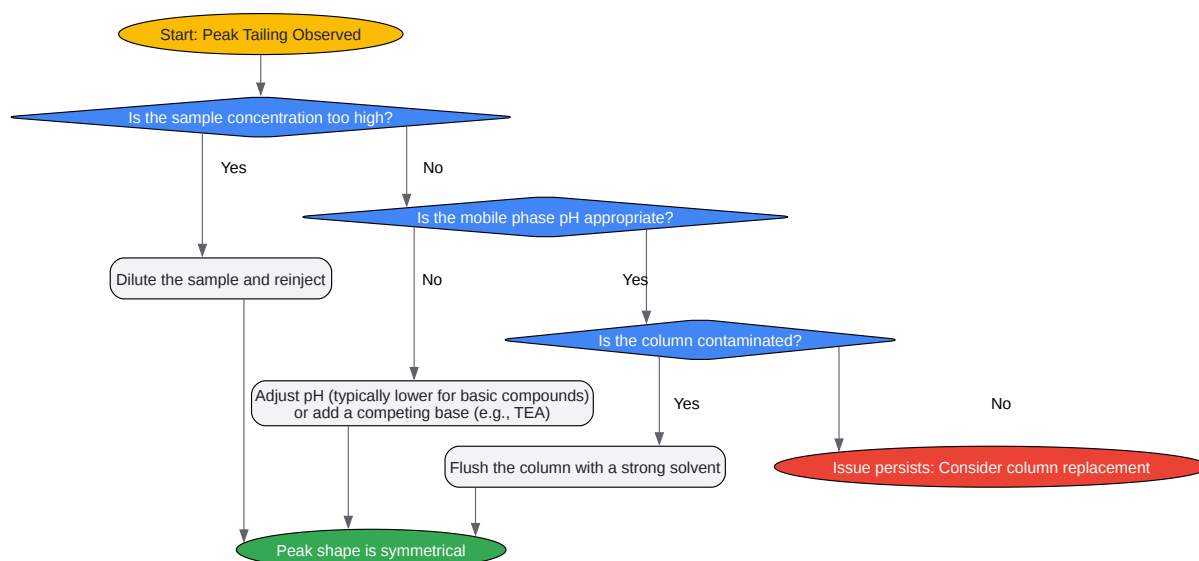 Start: Peak Tailing Observed
Is the sample concentration too high?
Yes
No
Is the mobile phase pH appropriate?
Dilute the sample and reinject
No
Yes
Is the column contaminated?
Adjust pH (typically lower for basic compounds)
or add a competing base (e.g., TEA)
Yes
No
Flush the column with a strong solvent
Issue persists: Consider column replacement
Peak shape is symmetrical